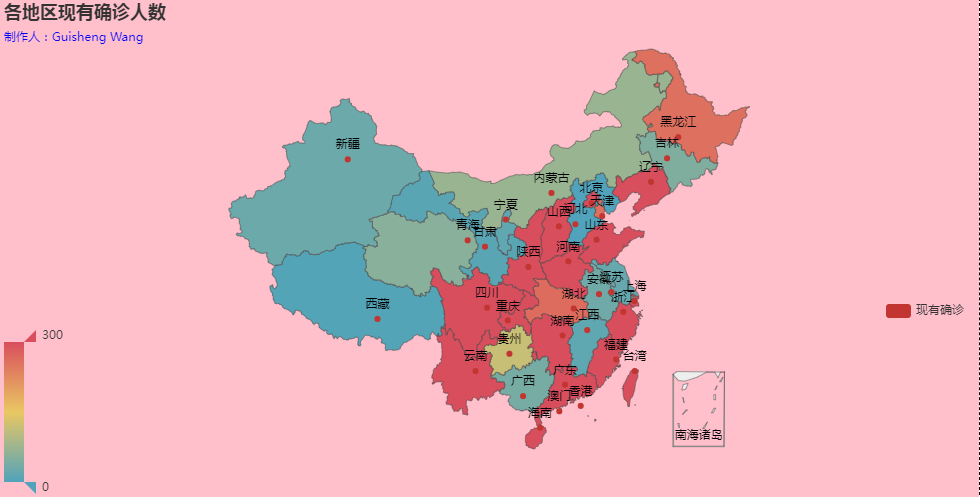 各地区现有确诊人数
制作人：Guisheng Wang
黑龙江
新疆
吉林
辽宁
内蒙古
北京
天津
宁夏
山西
河北
青海
甘肃
山东
陕西
河南
四川
重庆
湖北
安徽
江苏
上海
浙江
西藏
湖南
江西
现有确诊
300
贵州
云南
福建
台湾
广西
广东
澳门
香港
海南
南海诸岛
0